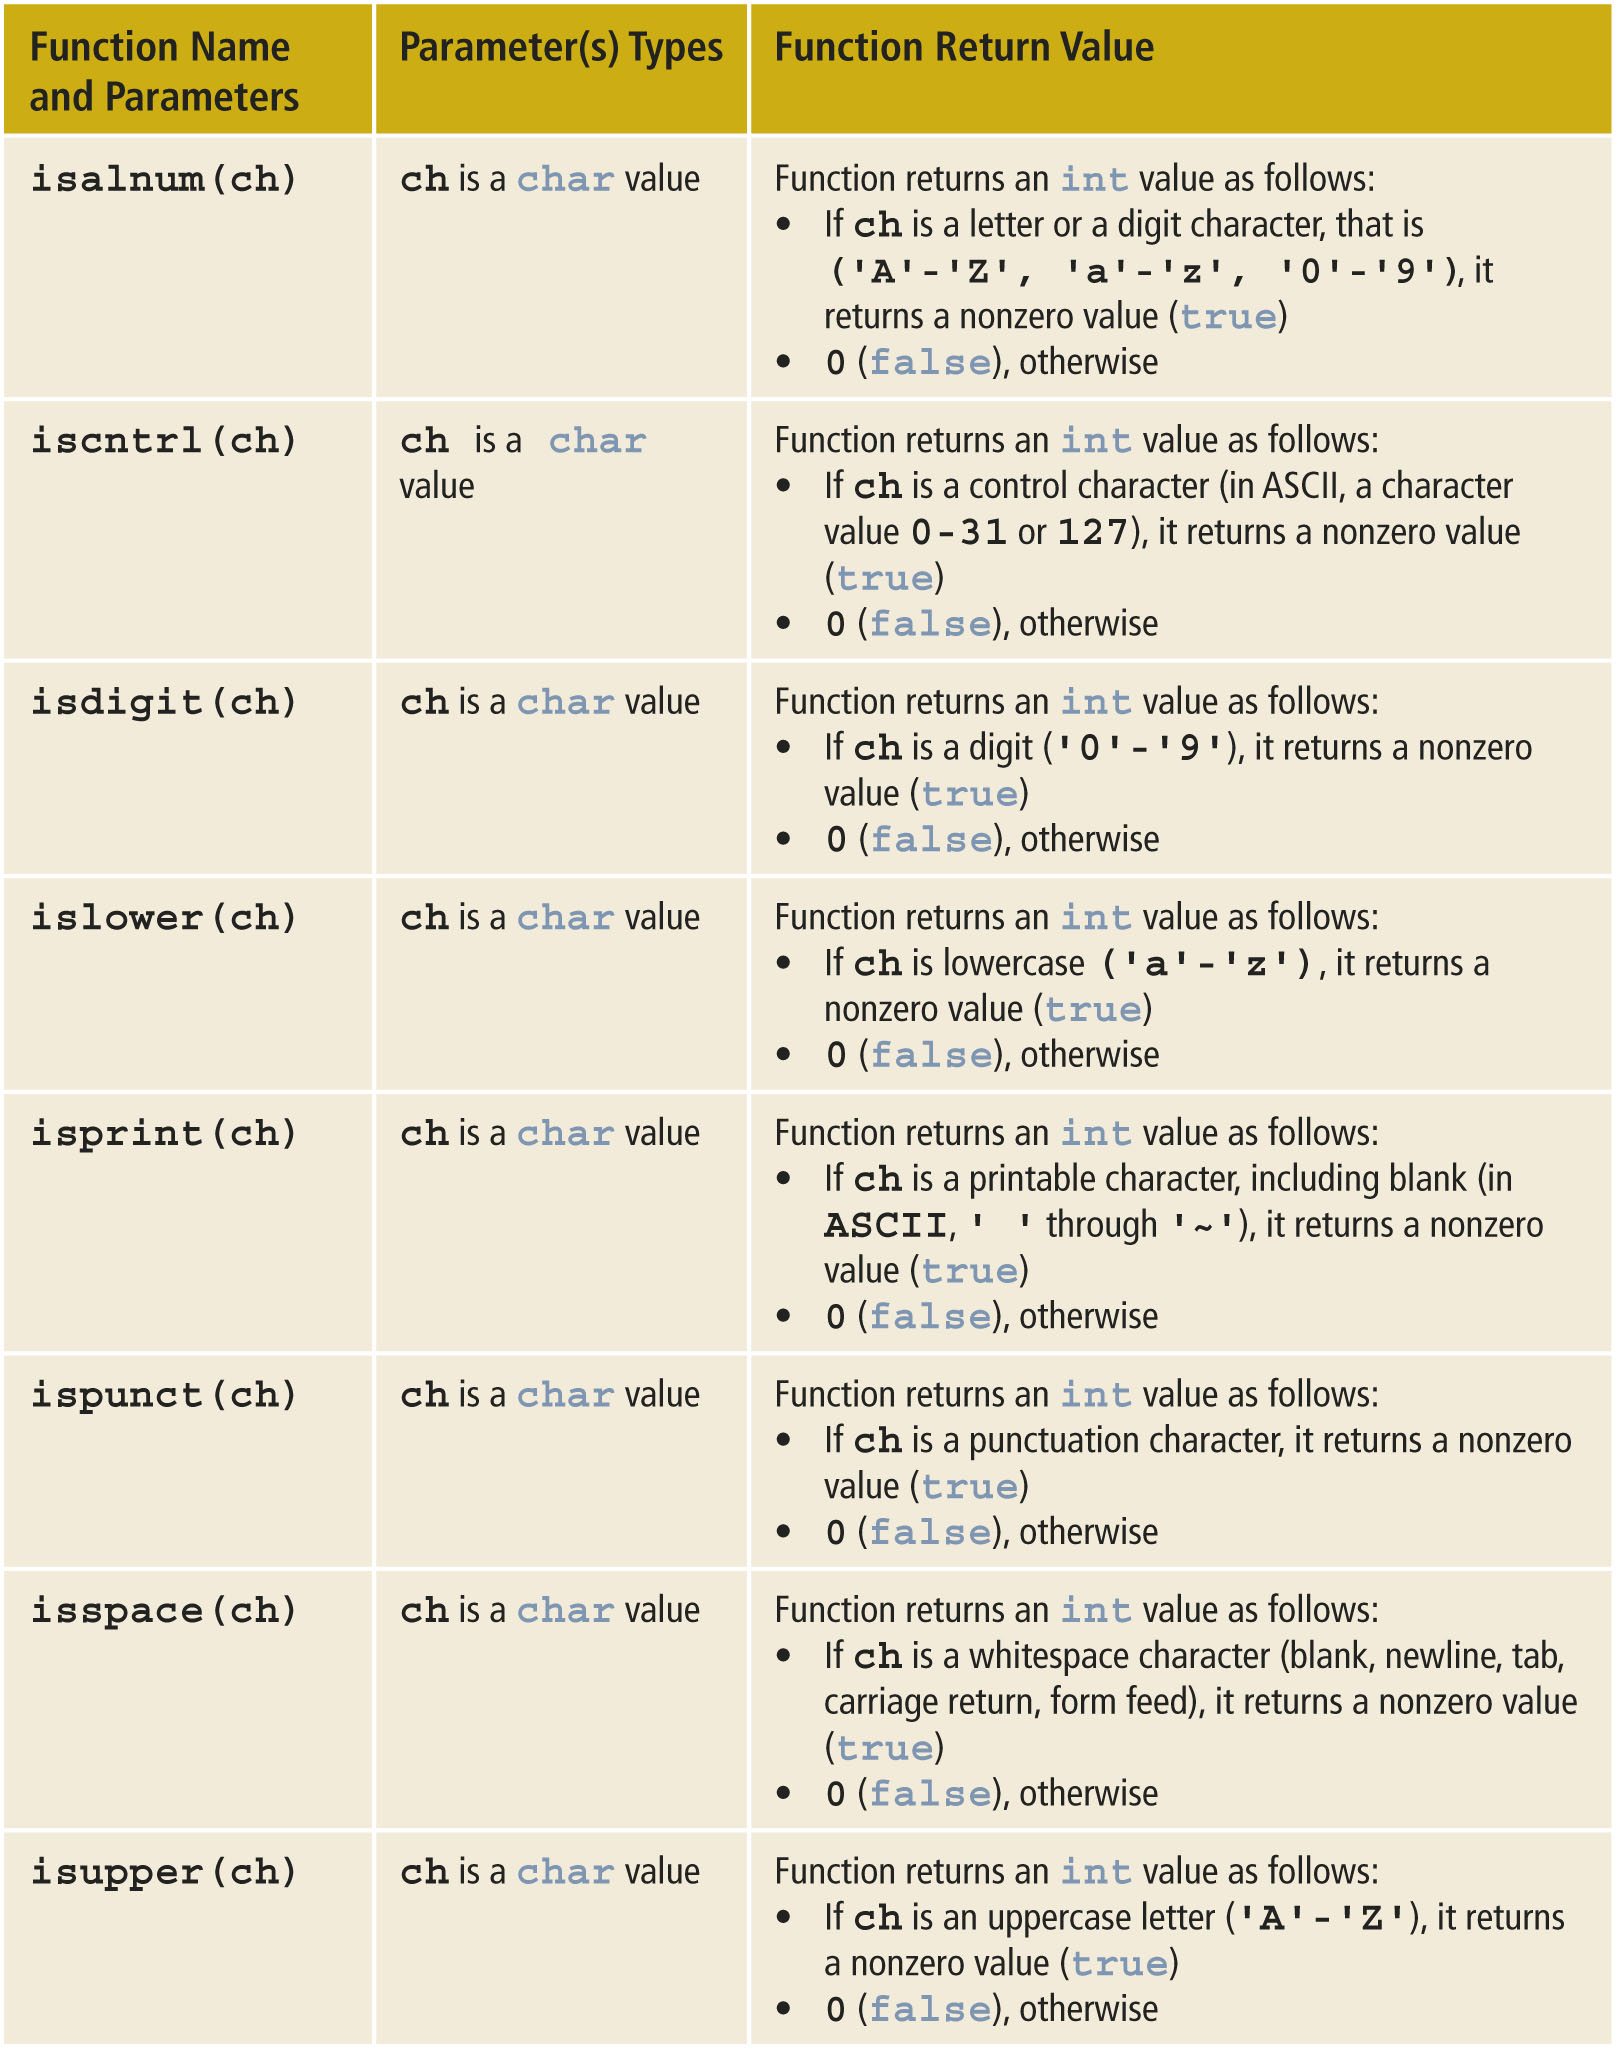 Function Name
and Parameters
Parameter(s) Types
Function Return Value
isalnum(ch)
ch is a char value
Function returns an int value as follows:
• If ch is a letter or a digit character, that is
('A'-'Z', 'a'-'z', '0'-'9'), it
returns a nonzero value (true)
• 0 (false), otherwise
iscntrl(ch)
ch is a char
value
Function returns an int value as follows:
• If ch is a control character (in ASCII, a character
value 0-31 or 127), it returns a nonzero value
(true)
• 0 (false), otherwise
isdigit(ch)
ch is a char value
Function returns an int value as follows:
• If ch is a digit ('0'-'9'), it returns a nonzero
value (true)
• 0 (false), otherwise
islower(ch)
ch is a char value
Function returns an int value as follows:
• If ch is lowercase ('a'-'z'), it returns a
nonzero value (true)
• 0 (false), otherwise
isprint(ch)
ch is a char value
Function returns an int value as follows:
• If ch is a printable character, including blank (in
ASCII, ' ' through '~'), it returns a nonzero
value (true)
• 0 (false), otherwise
ispunct(ch)
ch is a char value
Function returns an int value as follows:
• If ch is a punctuation character, it returns a nonzero
value (true)
• 0 (false), otherwise
isspace(ch)
ch is a char value
Function returns an int value as follows:
• If ch is a whitespace character (blank, newline, tab,
carriage return, form feed), it returns a nonzero value
(true)
• 0 (false), otherwise
isupper(ch)
ch is a char value
Function returns an int value as follows:
• If ch is an uppercase letter ('A'-'Z'), it returns
a nonzero value (true)
• 0 (false), otherwise